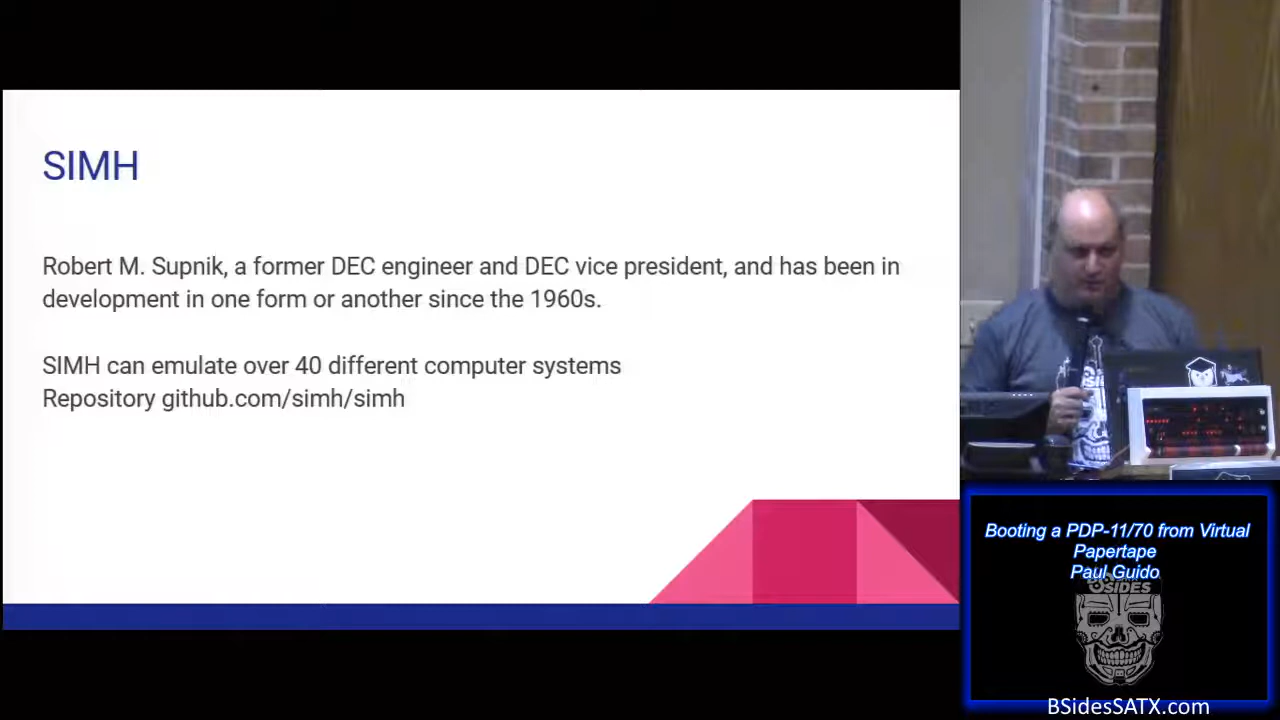 SIMH
Robert M. Supnik, a former DEC engineer and DEC vice president, and has been in
development in one form or another since the 1960s.
SIMH can emulate over 40 different computer systems
Repository github.com/simh/simh
Booting a PDP-11/70 from Virtual
Papertape
Paul Guido
BSIDES
BSidesSATX.com